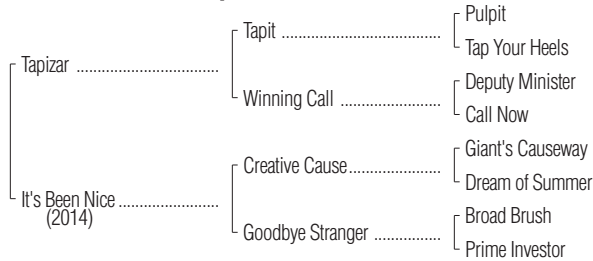 Pulpit
Tapit ...............................
Tap Your Heels
Tapizar ................................
Deputy Minister
Winning Call ....................
Call Now
Giant's Causeway
Creative Cause.....................
Dream of Summer
It's Been Nice ......................
(2014)
Broad Brush
Goodbye Stranger ...............
Prime Investor